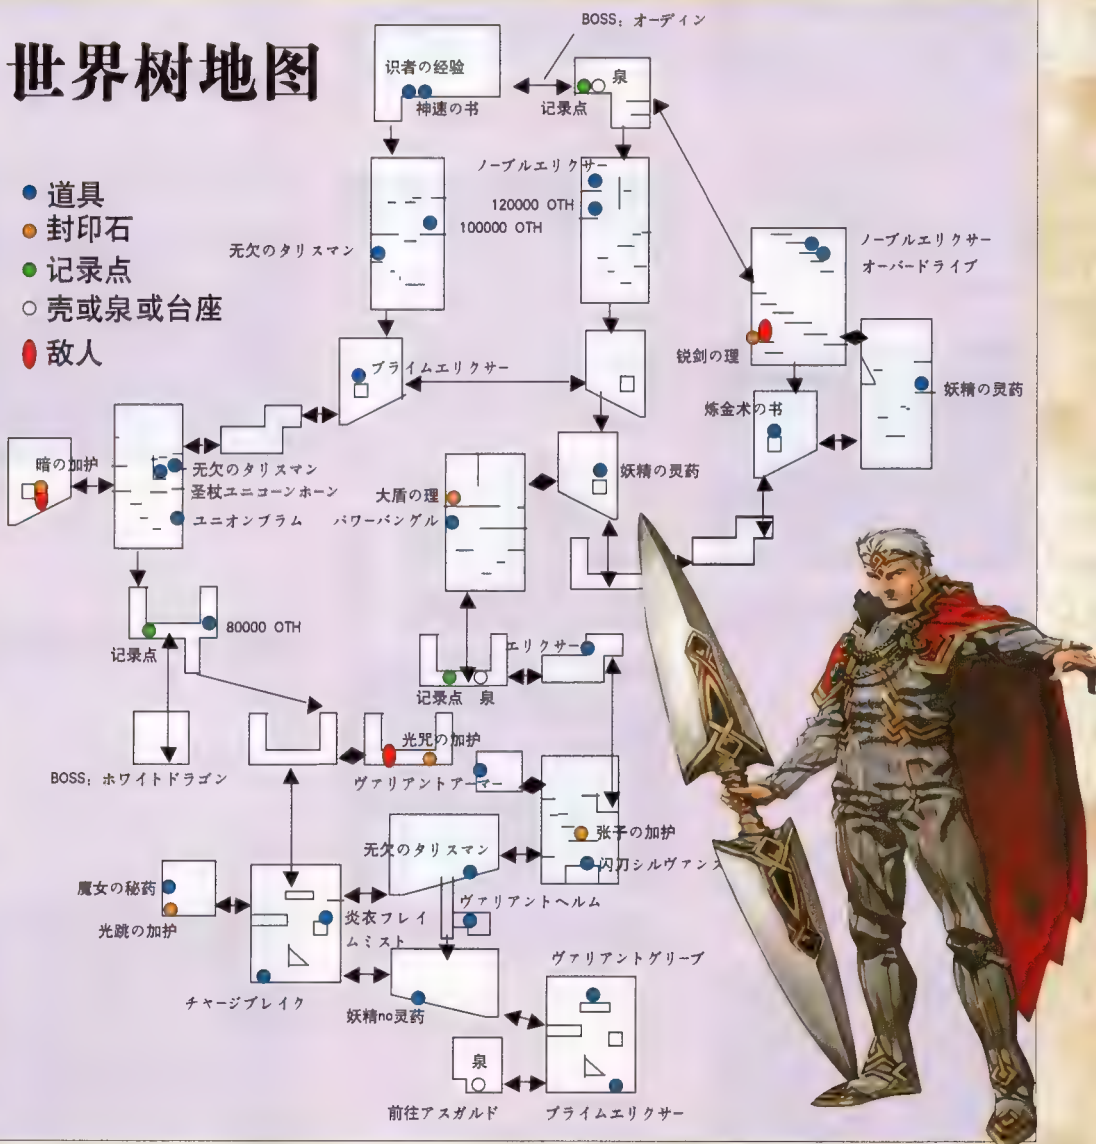 世界树地图
道具
封印石
记录点
壳或泉或台座
敌人
BOSS：オーディン
识者の经验
神速の书
泉
记录点
ノーブルエリクサー
120000 OTH
100000 OTH
无欠のタリスマン
ノーブルエリクサー
オーバードライブ
锐剑の理
妖精の灵药
炼金术の书
プライムエリクサー
暗の加护
无欠のタリスマン
圣杖ユニコーンホーン
ユニオンプラム
妖精の灵药
大盾の理
パワーバングル
80000 OTH
记录点
エリクサー
记录点
泉
BOSS：ホワイトドラゴン
光咒の加护
ヴァリアントアーマー
张子の加护
闪刀シルヴァンス
无欠のタリスマン
ヴァリアントヘルム
魔女の秘药
光跳の加护
炎衣フレイ
ムミスト
チャージブレイク
妖精no灵药
ヴァリアントグリーブ
泉
前往アスガルド
プライムエリクサー